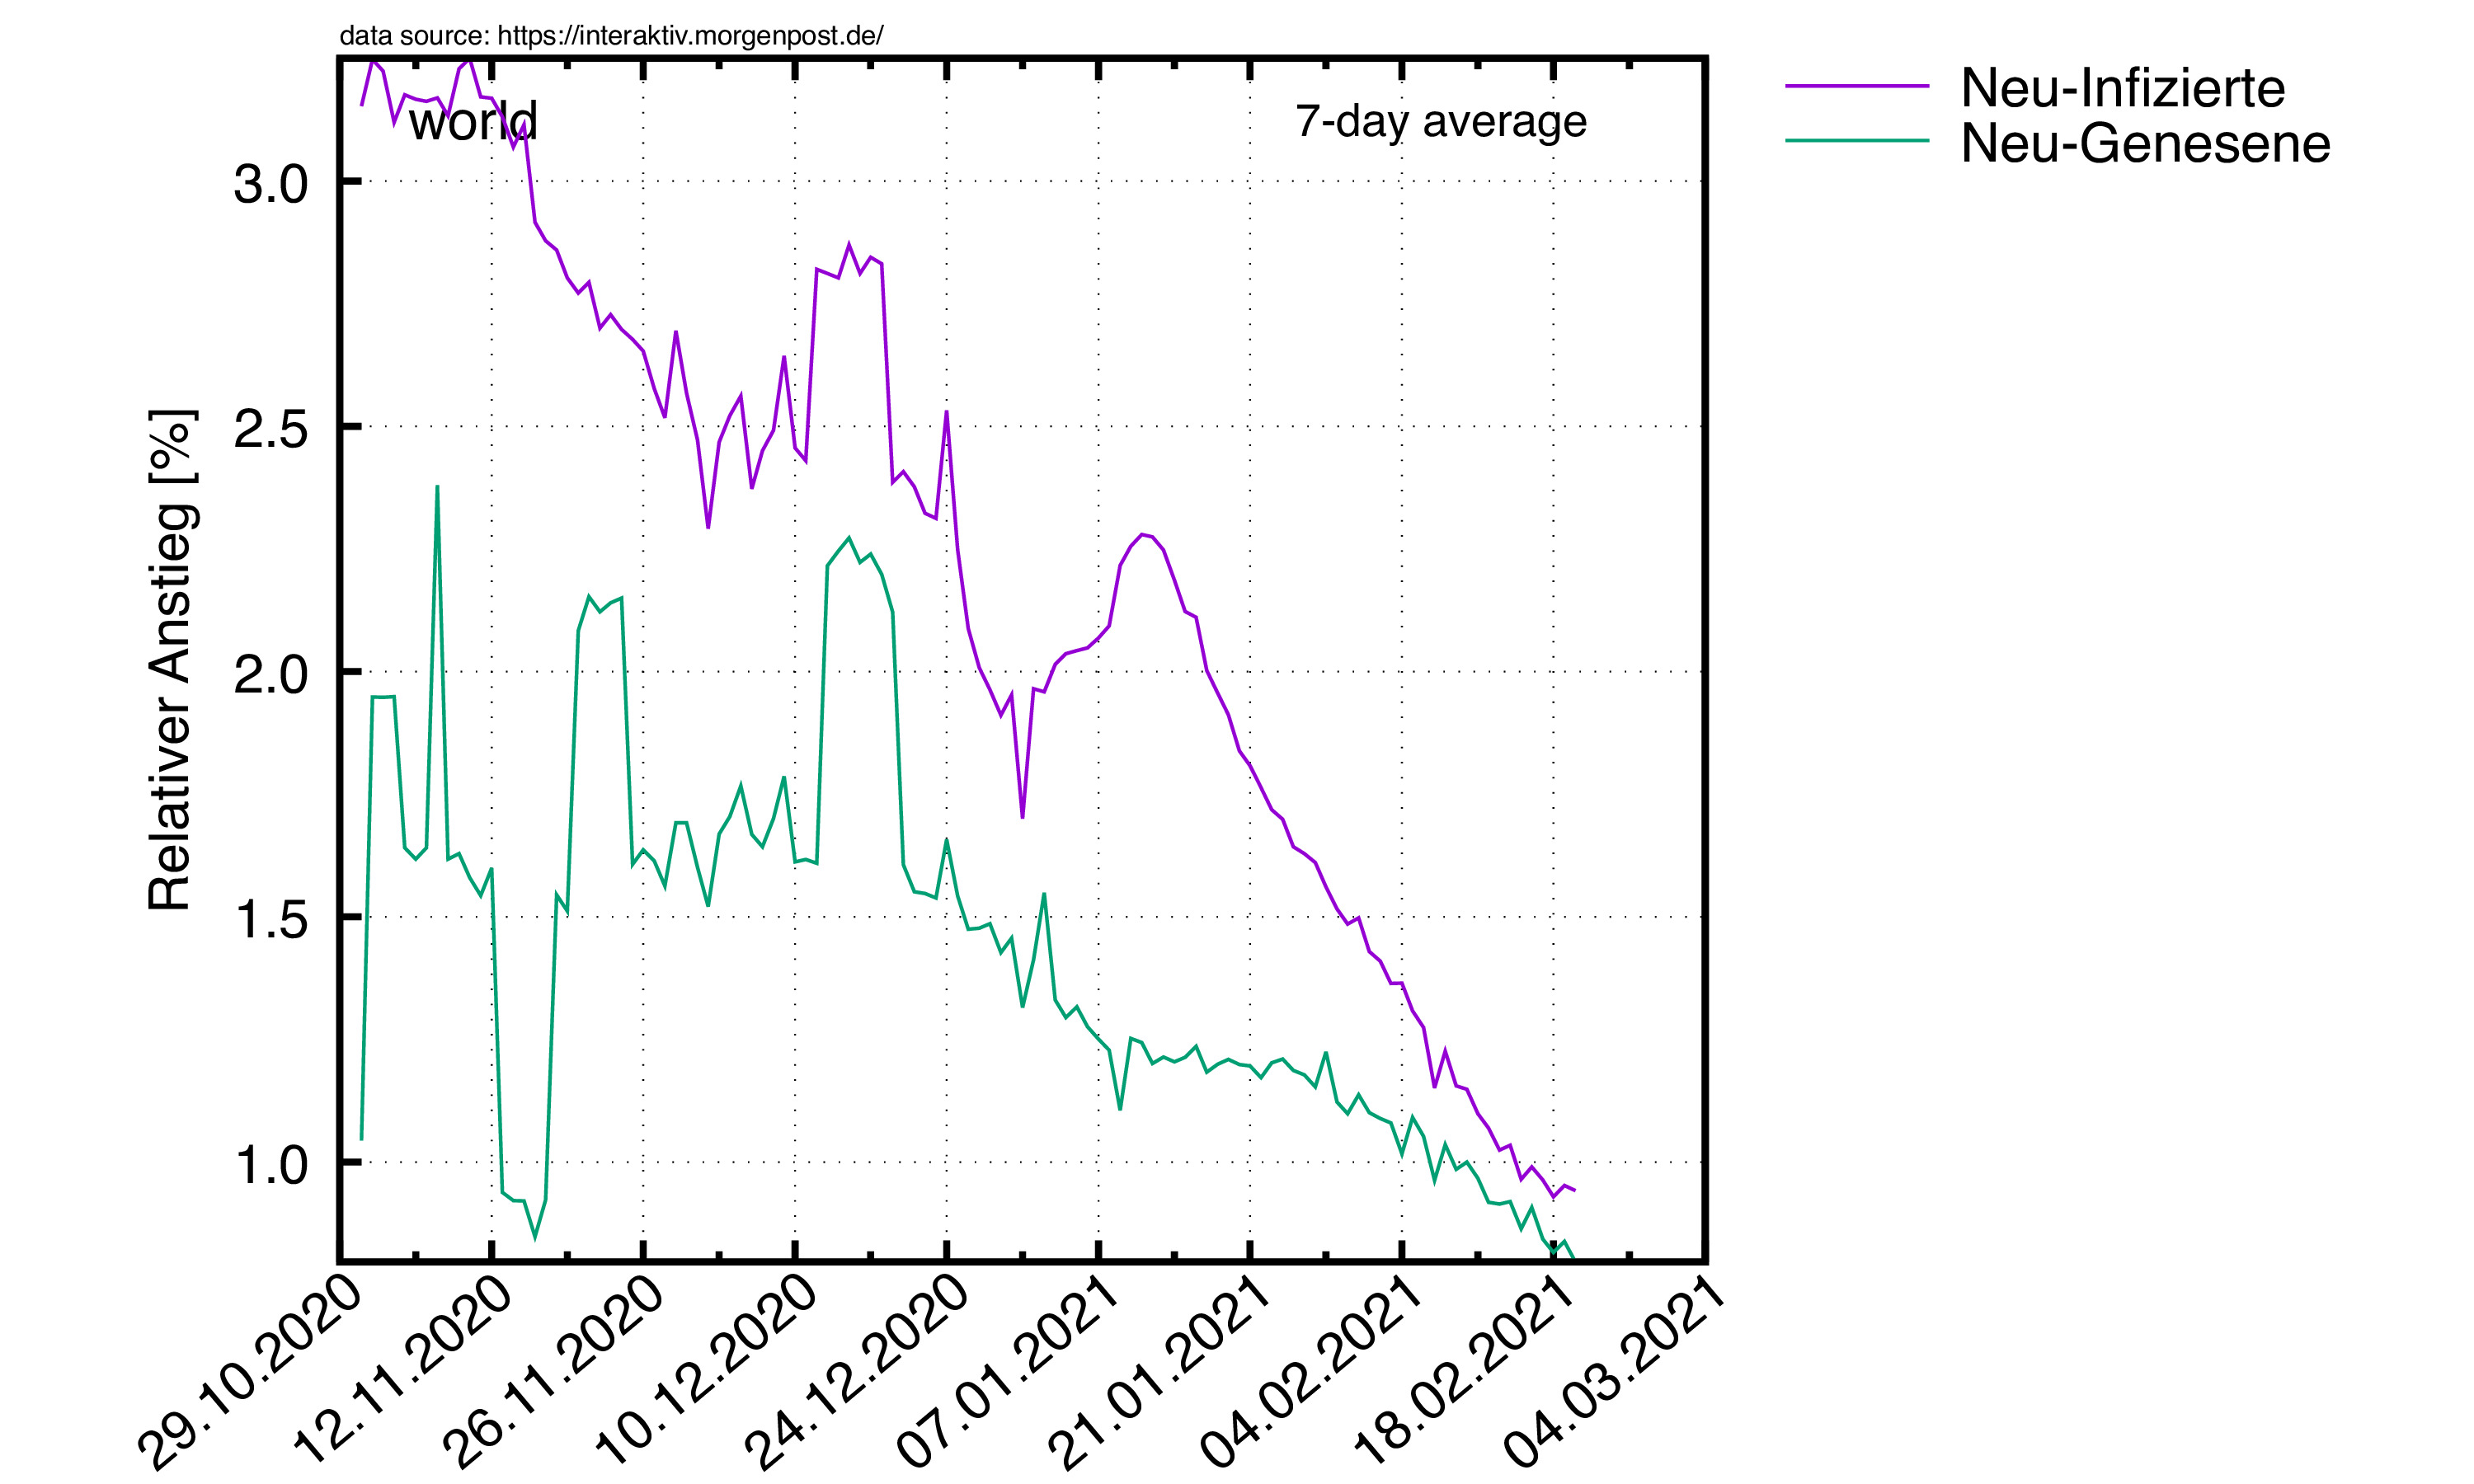 data source: https://interaktiv.morgenpost.de/
world
7-day average
Neu-Infizierte
Neu-Genesene
Relativer Anstieg [%]
3.0
2.5
2.0
1.5
1.0
29.10.2020
12.11.2020
26.11.2020
10.12.2020
24.12.2020
07.01.2021
21.01.2021
04.02.2021
18.02.2021
04.03.2021